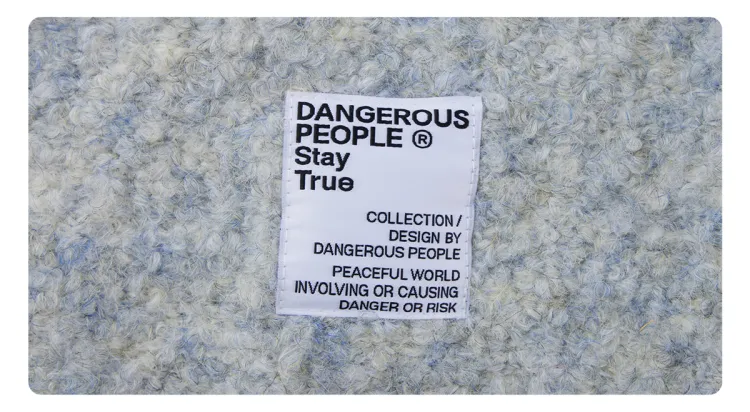 DANGEROUS
PEOPLE ®
Stay
True
COLLECTION /
DESIGN BY
DANGEROUS PEOPLE
PEACEFUL WORLD
INVOLVING OR CAUSING
DANGER OR RISK